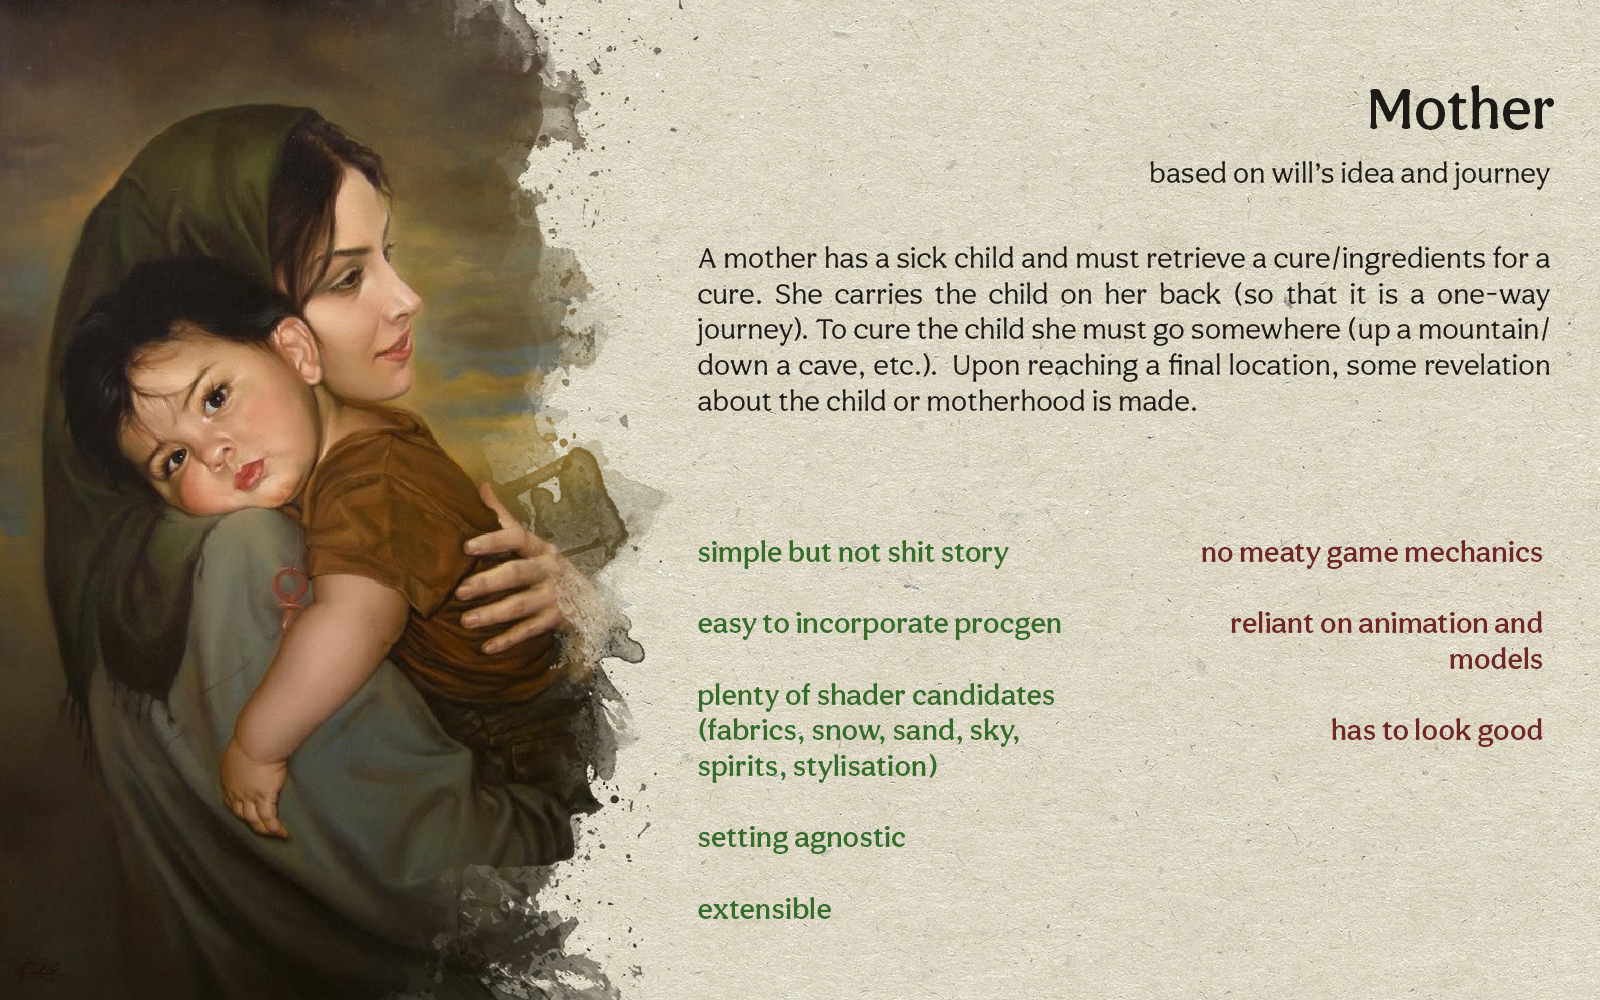 Mother
based on will's idea and journey
A mother has a sick child and must retrieve a cure/ingredients for a
cure. She carries the child on her back (so that it is a one-way
journey). To cure the child she must go somewhere (up a mountain/
down a cave, etc.). Upon reaching a final location, some revelation
about the child or motherhood is made.
simple but not shit story
easy to incorporate procgen
plenty of shader candidates
(fabrics, snow, sand, sky,
spirits, stylisation)
setting agnostic
extensible
no meaty game mechanics
reliant on animation and
models
has to look good